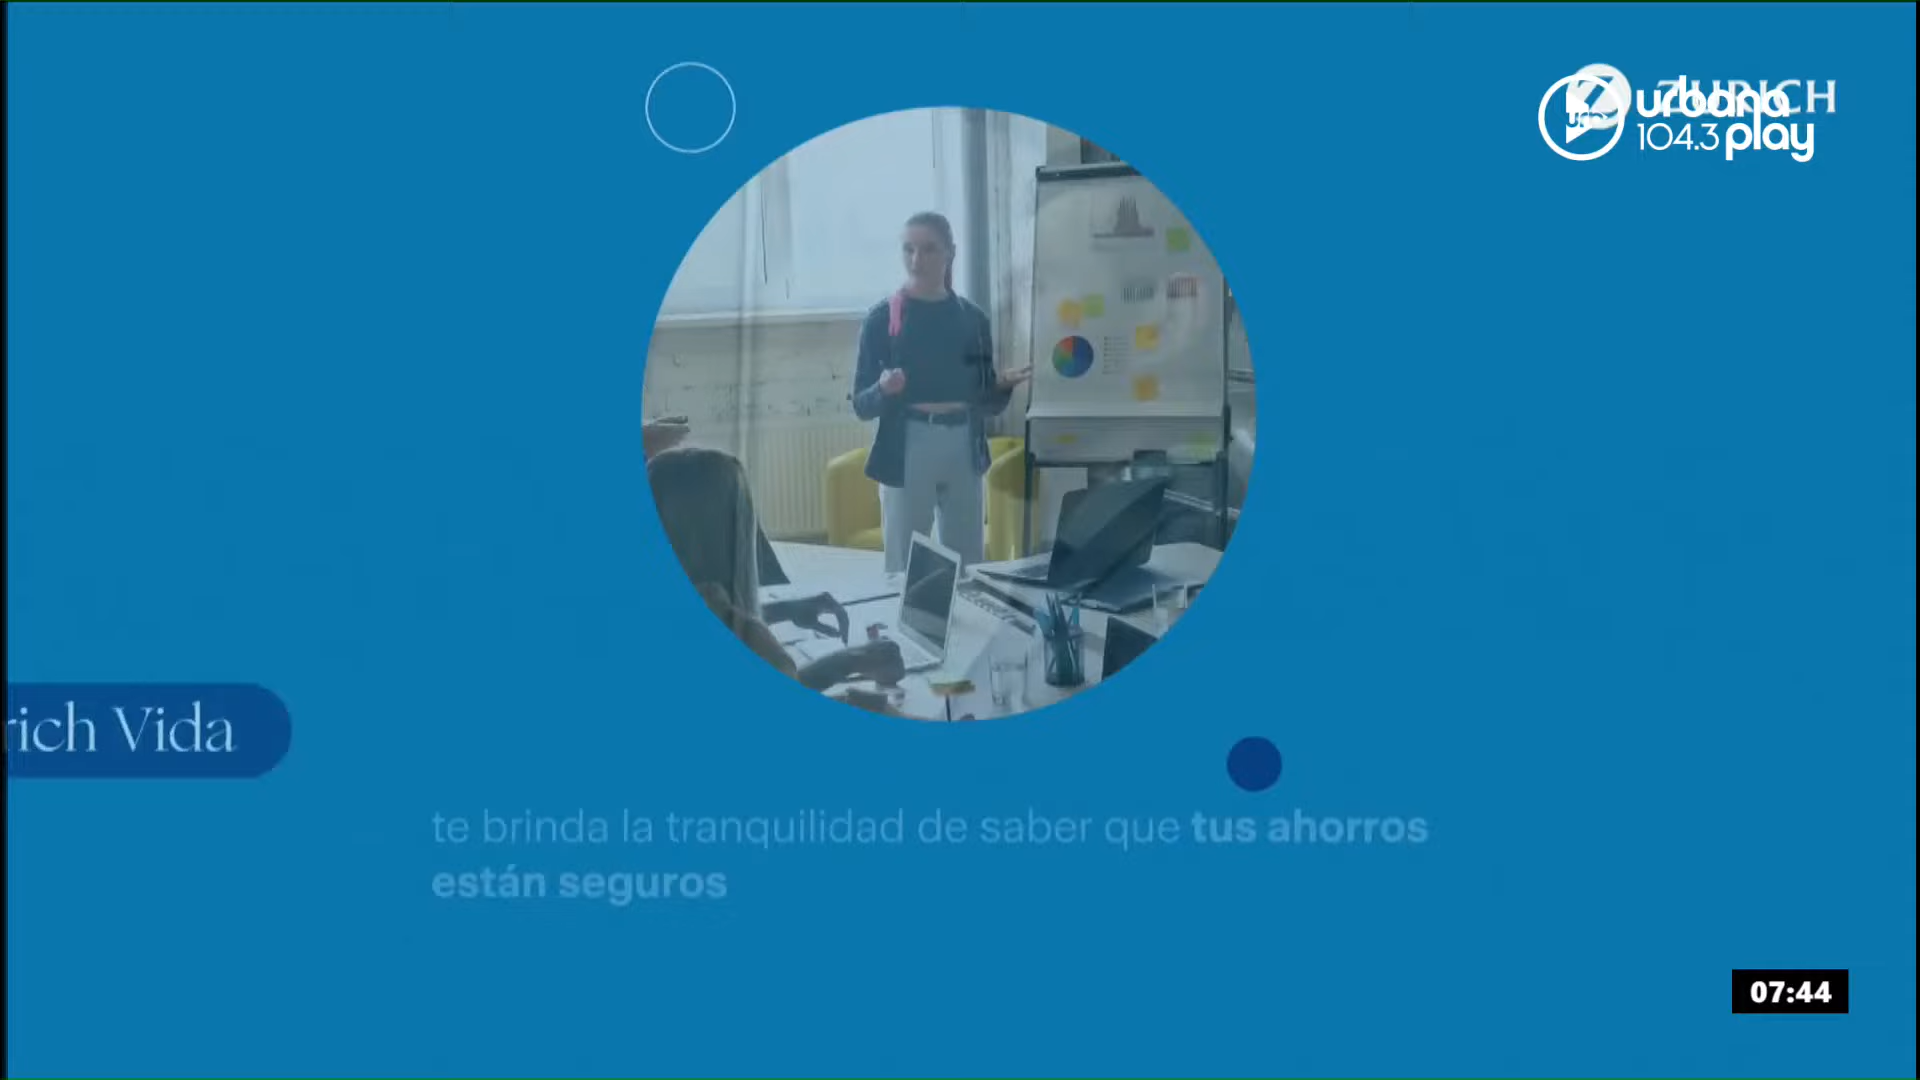 ZURICH
urbana
104.3 play
rich Vida
te brinda la tranquilidad de saber que tus ahorros
están seguros
07:44